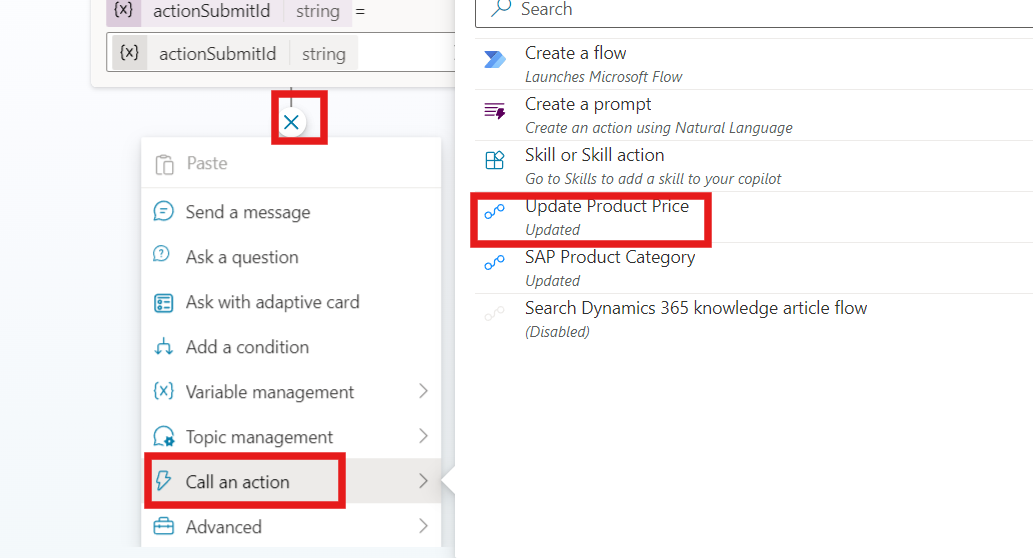 {x} actionSubmitId string =
{x} actionSubmitId string
Paste
Send a message
Ask a question
Ask with adaptive card
Add a condition
{x} Variable management
Topic management
Call an action
Advanced
Search
Create a flow
Launches Microsoft Flow
Create a prompt
Create an action using Natural Language
Skill or Skill action
Go to Skills to add a skill to your copilot
Update Product Price
Updated
SAP Product Category
Updated
Search Dynamics 365 knowledge article flow
(Disabled)